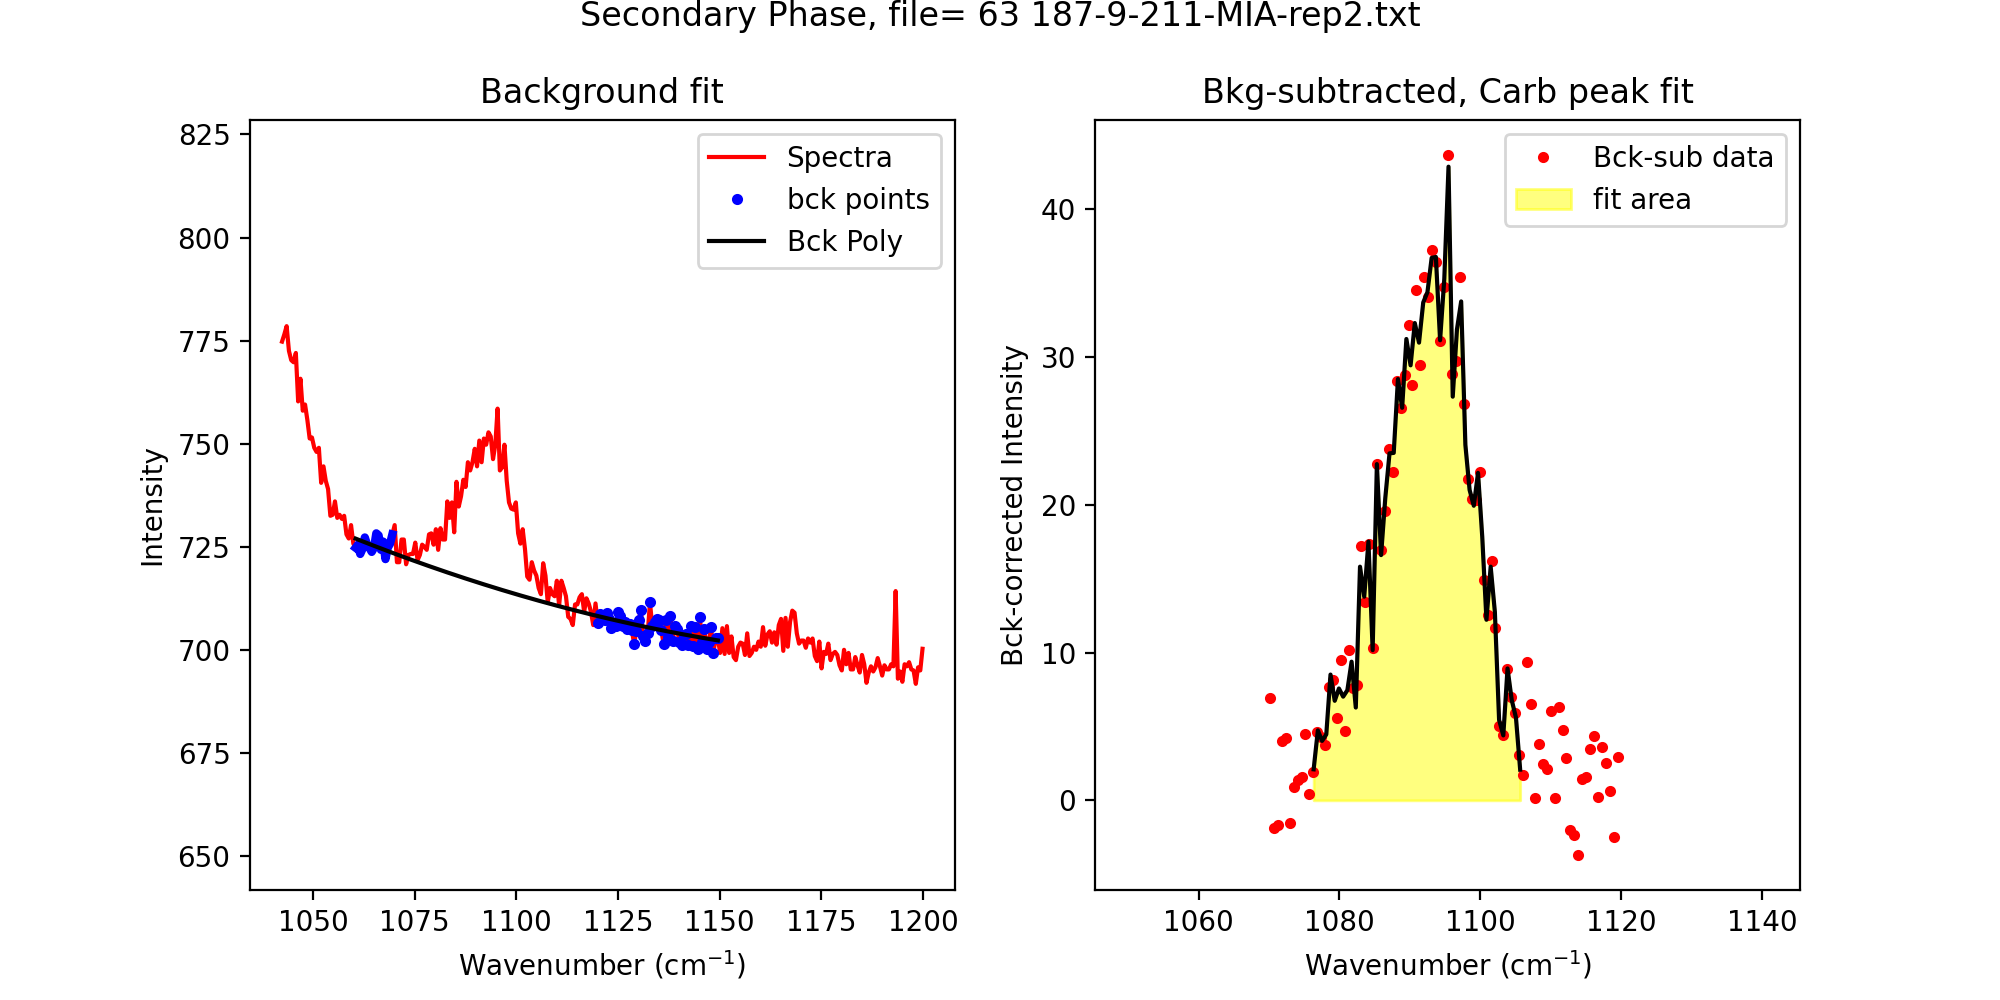 Secondary Phase, file= 63 187-9-211-MIA-rep2.txt
Background fit
825
800
775
750
725
700
675
650
Intensity
Spectra
bck points
Bck Poly
1050 1075 1100 1125 1150 1175 1200
Wavenumber (cm⁻¹)
Bkg-subtracted, Carb peak fit
40
30
20
10
0
Bck-corrected Intensity
Bck-sub data
fit area
1060 1080 1100 1120 1140
Wavenumber (cm⁻¹)